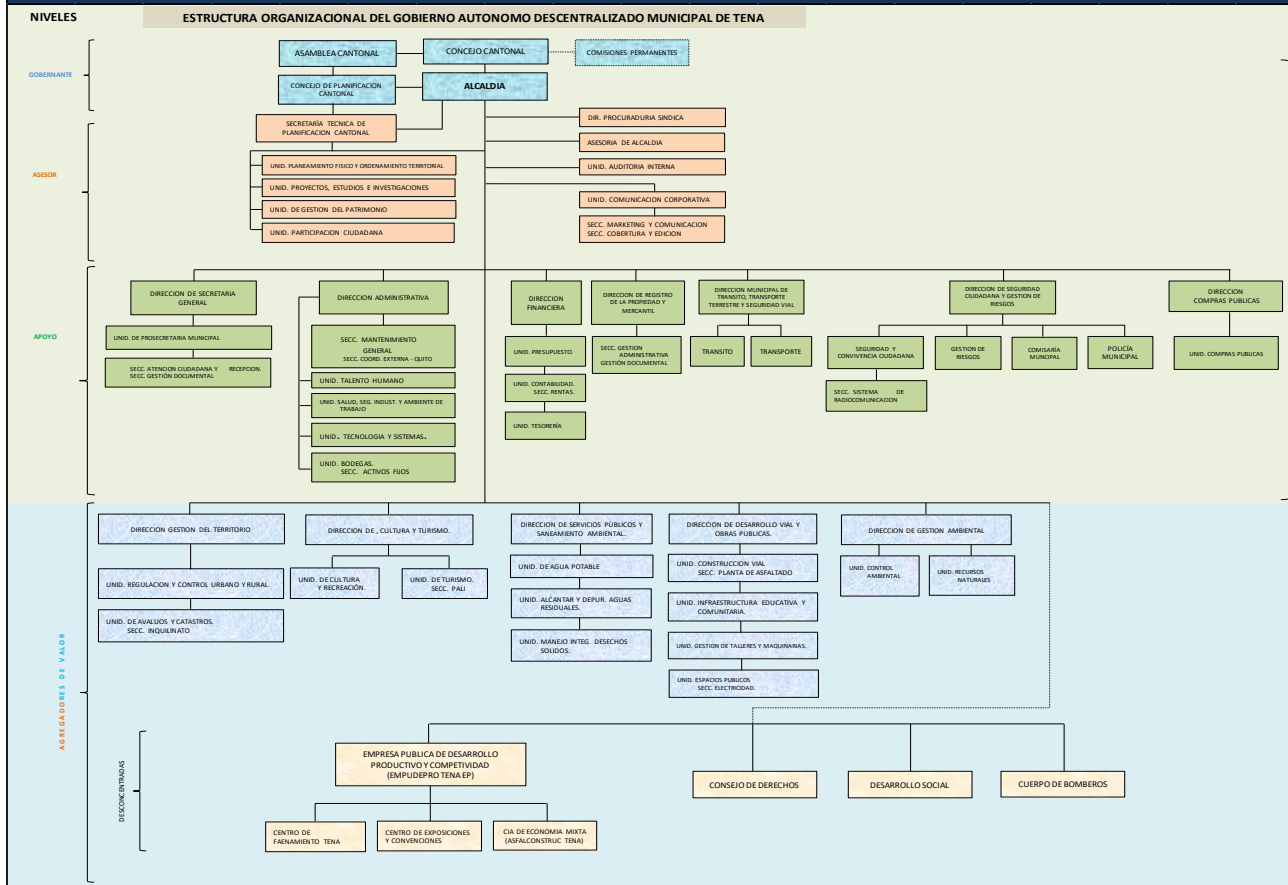 NIVELES
ESTRUCTURA ORGANIZACIONAL DEL GOBIERNO AUTONOMO DESCENTRALIZADO MUNICIPAL DE TENA
GOBERNANTE
ASAMBLEA CANTONAL
CONCEJO CANTONAL
COMISIONES PERMANENTES
CONCEJO DE PLANIFICACION
CANTONAL
ALCALDIA
ASESOR
SECRETARÌA TECNICA DE
PLANIFICACION CANTONAL
UNID. PLANEAMIENTO FISICO Y ORDENAMIENTO TERRITORIAL
UNID. PROYECTOS, ESTUDIOS E INVESTIGACIONES
UNID. DE GESTION DEL PATRIMONIO
UNID. PARTICIPACION CIUDADANA
DIR. PROCURADURIA SINDICA
ASESORIA DE ALCALDIA
UNID. AUDITORIA INTERNA
UNID. COMUNICACION CORPORATIVA
SECC. MARKETING Y COMUNICACION
SECC. COBERTURA Y EDICION
APOYO
DIRECCION DE SECRETARIA
GENERAL
UNID. DE PROSECRETARIA MUNICIPAL
SECC. ATENCION CIUDADANA Y RECEPCION.
SECC. GESTIÓN DOCUMENTAL
DIRECCION ADMINISTRATIVA
SECC. MANTENIMIENTO
GENERAL
SECC. COORD. EXTERNA - QUITO
UNID. TALENTO HUMANO
UNID. SALUD, SEG. INDUST. Y AMBIENTE DE
TRABAJO
UNID. TECNOLOGIA Y SISTEMAS.
UNID. BODEGAS.
SECC. ACTIVOS FIJOS
DIRECCION
FINANCIERA
UNID. PRESUPUESTO.
UNID. CONTABILIDAD.
SECC. RENTAS.
UNID. TESORERÍA
DIRECCION DE REGISTRO
DE LA PROPIEDAD Y
MERCANTIL
SECC. GESTION
ADMINISTRATIVA
GESTIÓN DOCUMENTAL
DIRECCION MUNICIPAL DE
TRANSITO, TRANSPORTE
TERRESTRE Y SEGURIDAD VIAL
TRANSITO
TRANSPORTE
DIRECCION DE SEGURIDAD
CIUDADANA Y GESTION DE
RIESGOS
SEGURIDAD Y
CONVIVENCIA CIUDADANA
GESTION DE
RIESGOS
COMISARÍA
MUNCIPAL
POLICÍA
MUNICIPAL
SECC. SISTEMA DE
RADIOCOMUNICACION
DIRECCION
COMPRAS PUBLICAS
UNID. COMPRAS PUBLICAS
AGREGADORES DE VALOR
DIRECCION GESTION DEL TERRITORIO
UNID. REGULACION Y CONTROL URBANO Y RURAL.
UNID. DE AVALUOS Y CATASTROS.
SECC. INQUILINATO
DIRECCION DE , CULTURA Y TURISMO.
UNID. DE CULTURA
Y RECREACIÓN.
UNID. DE TURISMO.
SECC. PALI
DIRECCION DE SERVICIOS PÙBLICOS Y
SANEAMIENTO AMBIENTAL.
UNID. DE AGUA POTABLE
UNID. ALCANTAR Y DEPUR. AGUAS
RESIDUALES.
UNID. MANEJO INTEG. DESECHOS
SOLIDOS.
DIRECCION DE DESARROLLO VIAL Y
OBRAS PUBLICAS.
UNID. CONSTRUCCION VIAL
SECC. PLANTA DE ASFALTADO
UNID. INFRAESTRUCTURA EDUCATIVA Y
COMUNITARIA.
UNID. GESTION DE TALLERES Y MAQUINARIAS.
UNID. ESPACIOS PUBLICOS
SECC. ELECTRICIDAD.
DIRECCION DE GESTION AMBIENTAL
UNID. CONTROL
AMBIENTAL
UNID. RECURSOS
NATURALES
DESCONCENTRADAS
EMPRESA PUBLICA DE DESARROLLO
PRODUCTIVO Y COMPETIVIDAD
(EMPUDEPRO TENA EP)
CENTRO DE
FAENAMIENTO TENA
CENTRO DE EXPOSICIONES
Y CONVENCIONES
CIA DE ECONOMIA MIXTA
(ASFALCONSTRUC TENA)
CONSEJO DE DERECHOS
DESARROLLO SOCIAL
CUERPO DE BOMBEROS